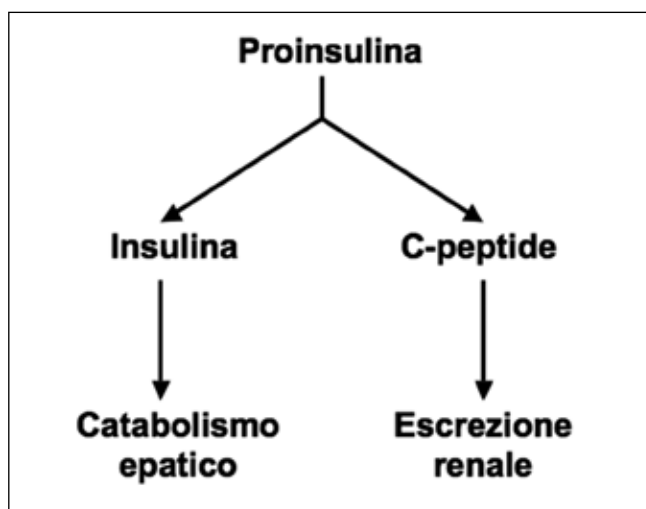 Proinsulina
Insulina
C-peptide
Catabolismo
epatico
Escrezione
renale